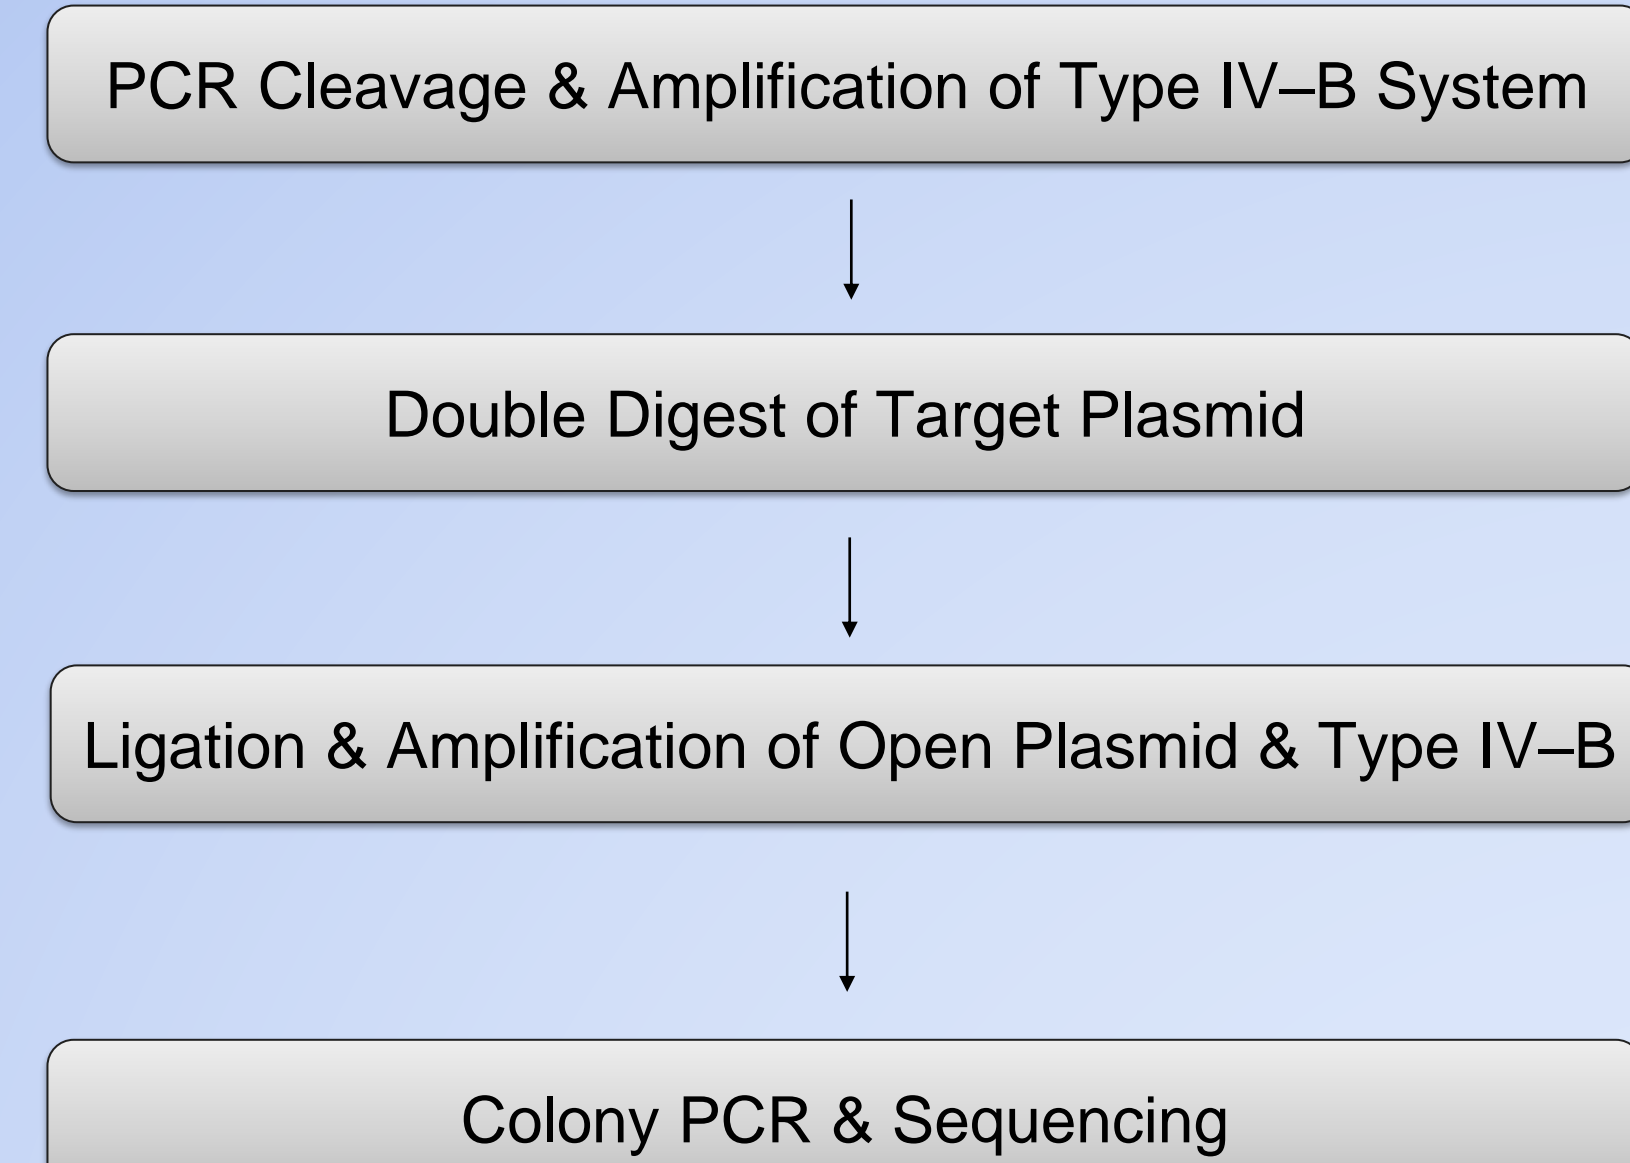 PCR Cleavage & Amplification of Type IV–B System
Double Digest of Target Plasmid
Ligation & Amplification of Open Plasmid & Type IV–B
Colony PCR & Sequencing